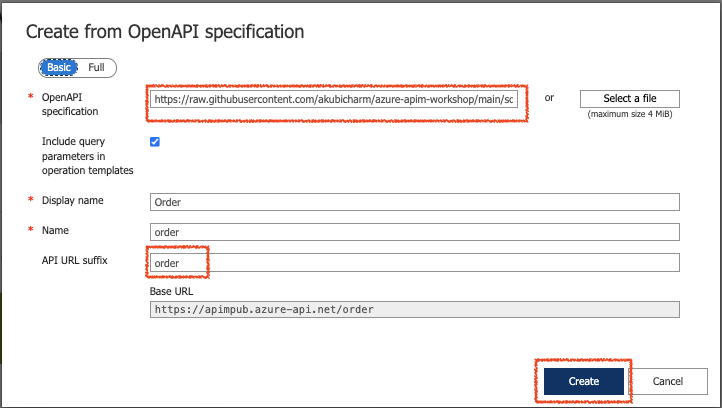 Create from OpenAPI specification
Basic Full
* OpenAPI specification
https://raw.githubusercontent.com/akubicharm/azure-apim-workshop/main/sc
or
Select a file
(maximum size 4 MiB)
Include query parameters in operation templates
* Display name
Order
* Name
order
API URL suffix
order
Base URL
https://apimpub.azure-api.net/order
Create
Cancel